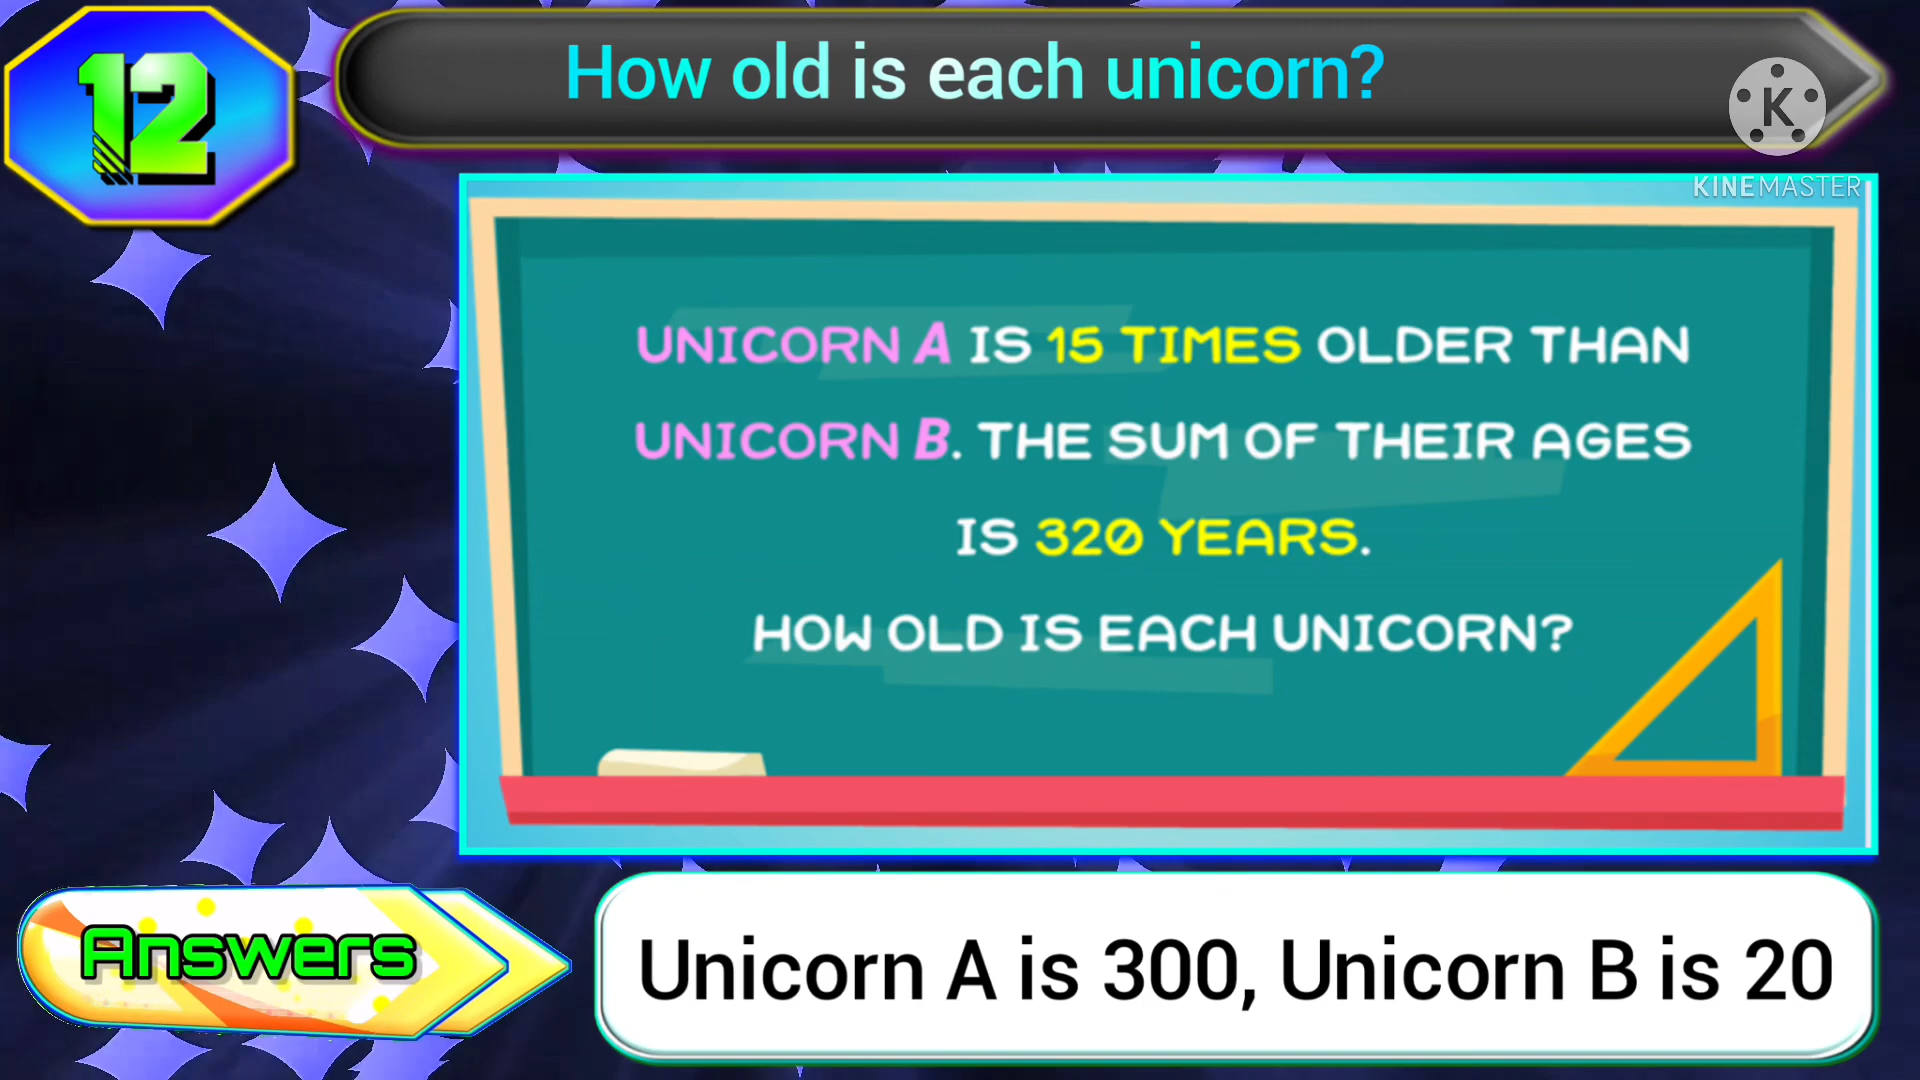 12
How old is each unicorn?
K
KINEMASTER
UNICORN A IS 15 TIMES OLDER THAN
UNICORN B. THE SUM OF THEIR AGES
IS 320 YEARS.
HOW OLD IS EACH UNICORN?
Answers
Unicorn A is 300, Unicorn B is 20